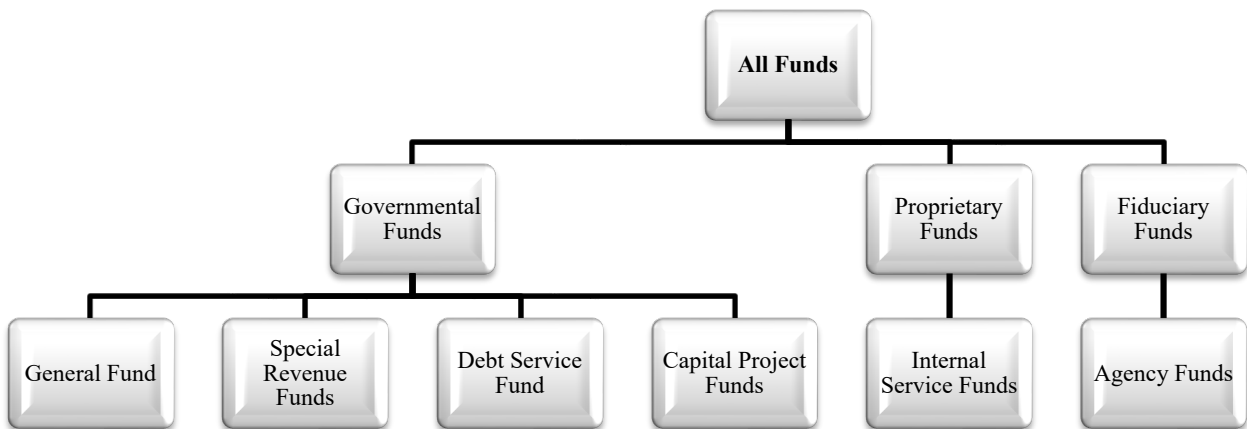 All Funds
Governmental
Funds
Proprietary
Funds
Fiduciary
Funds
General Fund
Special
Revenue
Funds
Debt Service
Fund
Capital Project
Funds
Internal
Service Funds
Agency Funds